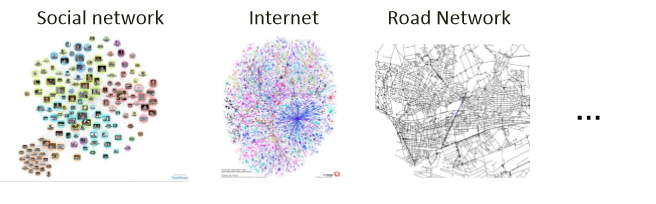 Social network
Internet
Road Network
...